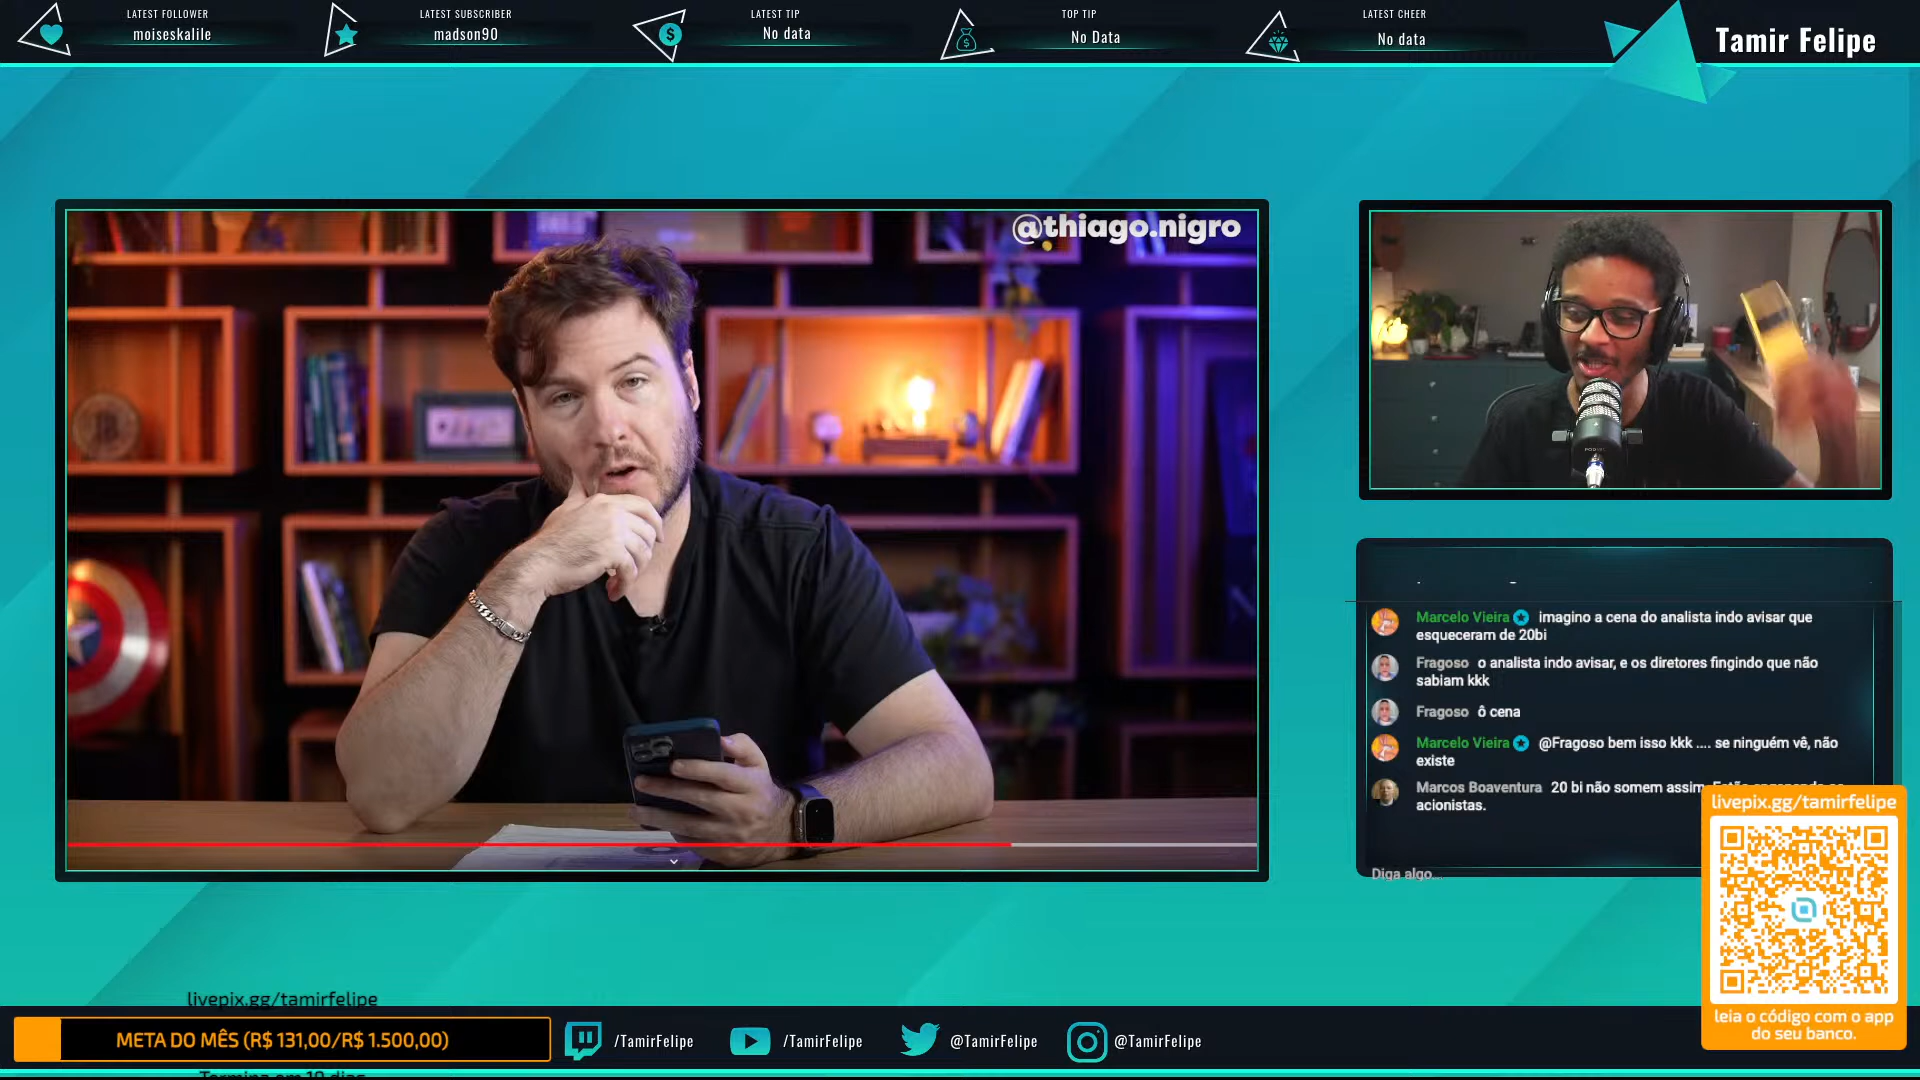 LATEST FOLLOWER
moiseskalile
LATEST SUBSCRIBER
madson90
LATEST TIP
No data
TOP TIP
No Data
LATEST CHEER
No data
Tamir Felipe
@thiago.nigro
Marcelo Vieira imagino a cena do analista indo avisar que
esqueceram de 20bi
Fragoso o analista indo avisar, e os diretores fingindo que não
sabiam kkk
Fragoso ô cena
Marcelo Vieira @Fragoso bem isso kkk .... se ninguém vê, não
existe
Marcos Boaventura 20 bi não somem assim.
acionistas.
Diga algo...
livepix.gg/tamirfelipe
leia o código com o app
do seu banco.
livepix.gg/tamirfelipe
META DO MÊS (R$ 131,00/R$ 1.500,00)
Termina em 19 dias
/TamirFelipe
/TamirFelipe
@TamirFelipe
@TamirFelipe